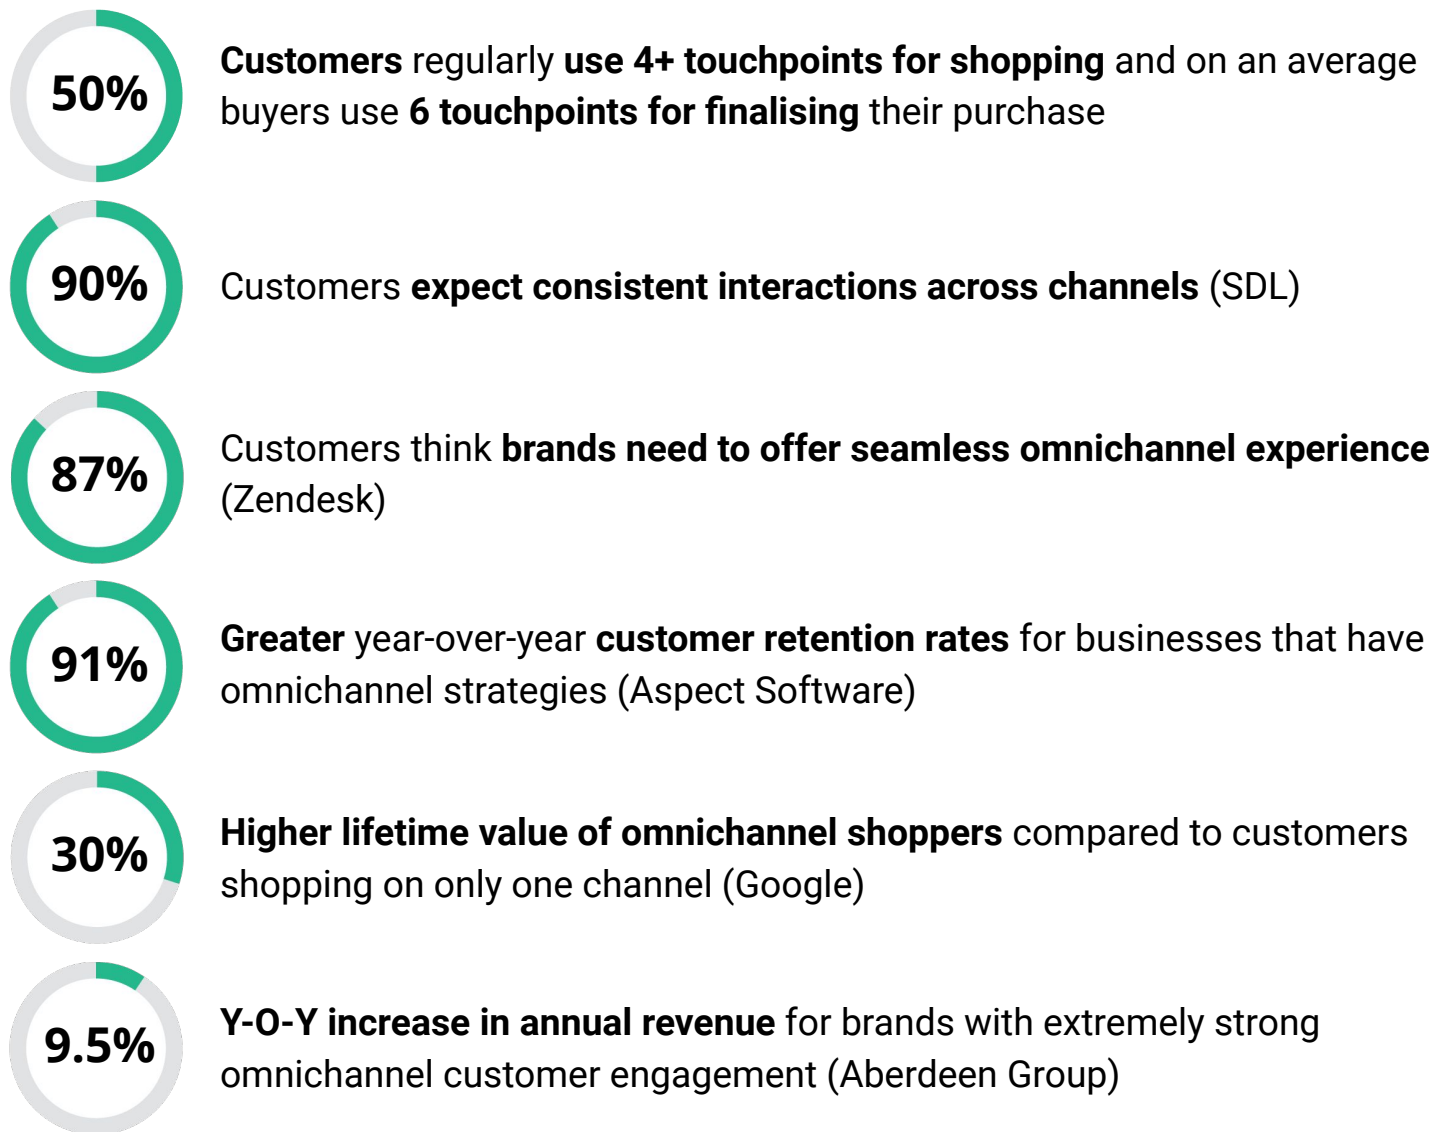 50%
Customers regularly use 4+ touchpoints for shopping and on an average
buyers use 6 touchpoints for finalising their purchase
90%
Customers expect consistent interactions across channels (SDL)
87%
Customers think brands need to offer seamless omnichannel experience
(Zendesk)
91%
Greater year-over-year customer retention rates for businesses that have
omnichannel strategies (Aspect Software)
30%
Higher lifetime value of omnichannel shoppers compared to customers
shopping on only one channel (Google)
9.5%
Y-O-Y increase in annual revenue for brands with extremely strong
omnichannel customer engagement (Aberdeen Group)